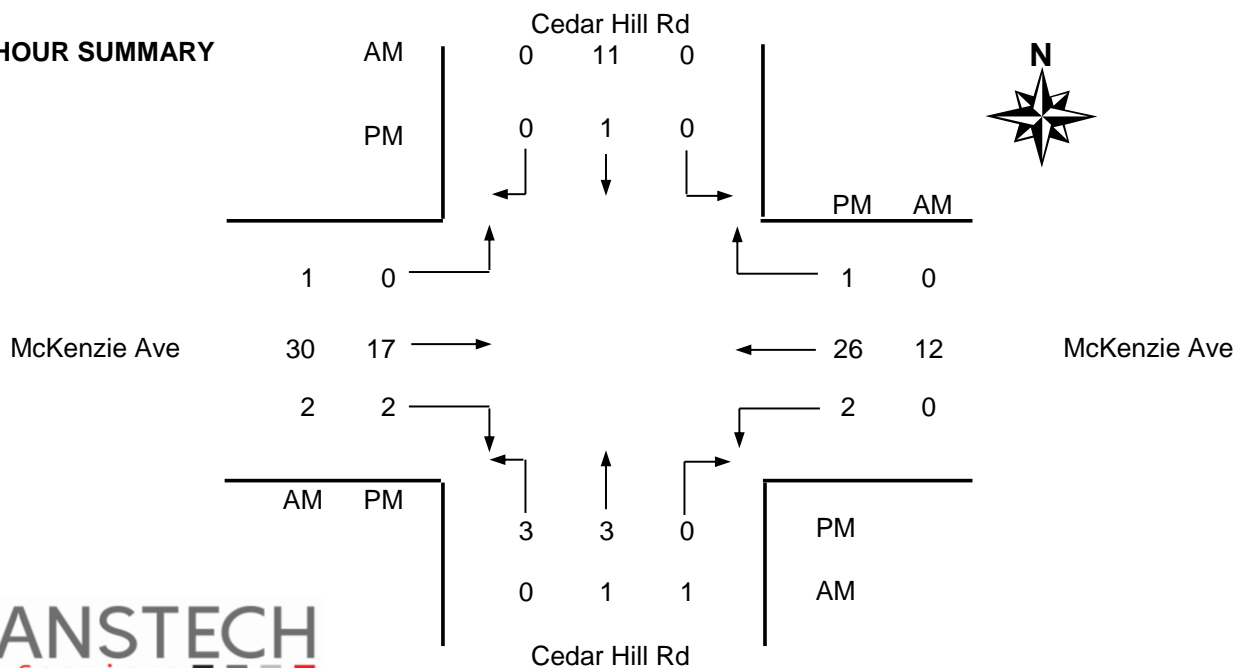 Cedar Hill Rd
HOUR SUMMARY AM 0 11 0 N
PM 0 1 0
PM AM
1 0 1 0
McKenzie Ave 30 17 26 12 McKenzie Ave
2 2 2 0
AM PM
3 3 0 PM
0 1 1 AM
ANSTECH
Cedar Hill Rd